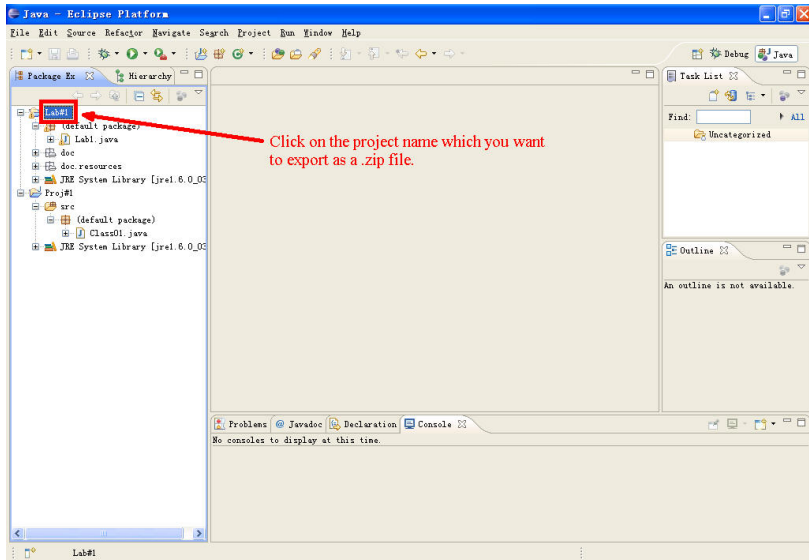 Java - Eclipse Platform
File Edit Source Refactor Navigate Search Project Run Window Help
Debug Java
Package Ex Hierarchy
Lab#1
(default package)
Lab1.java
doc
doc.resources
JRE System Library [jre1.6.0_03
Proj#1
src
(default package)
Class01.java
JRE System Library [jre1.6.0_03
Click on the project name which you want
to export as a .zip file.
Task List
Find: All
Uncategorized
Outline
An outline is not available.
Problems @ Javadoc Declaration Console
No consoles to display at this time.
Lab#1